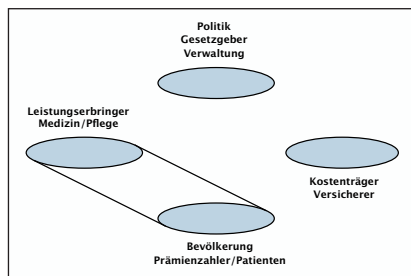 Politik
Gesetzgeber
Verwaltung
Leistungserbringer
Medizin/Pflege
Kostenträger
Versicherer
Bevölkerung
Prämienzahler/Patienten